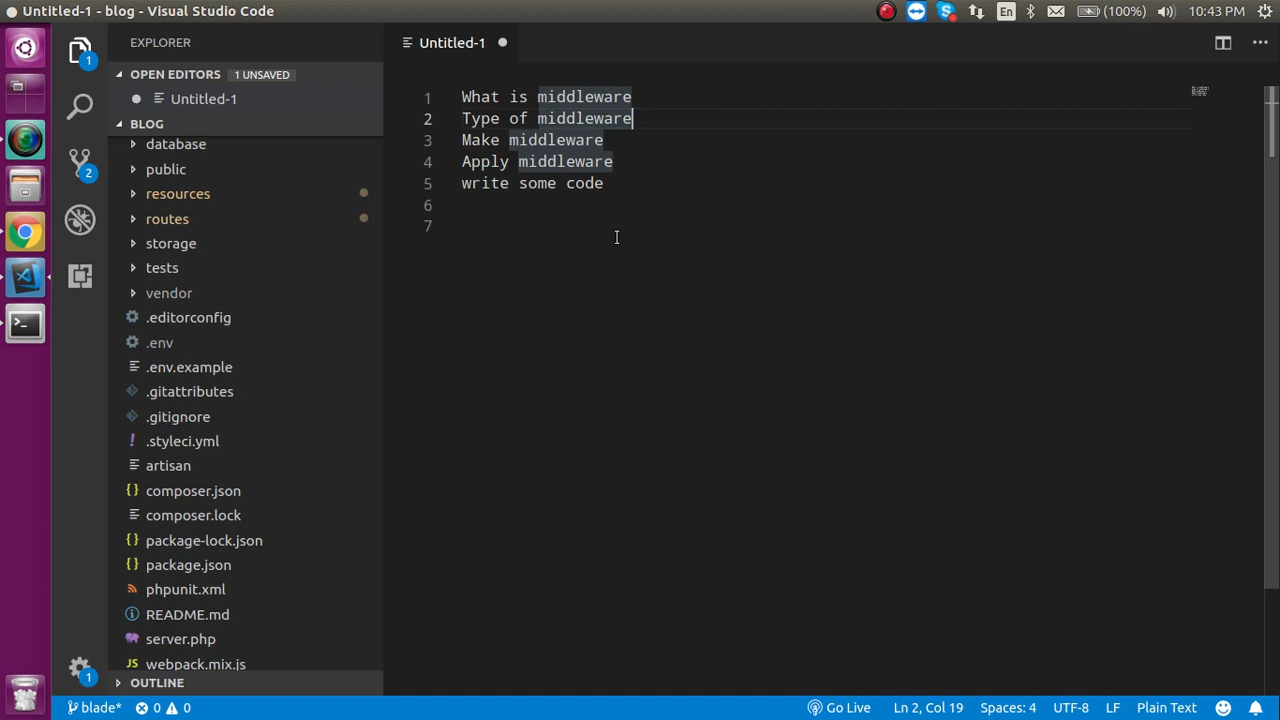 Untitled-1 - blog - Visual Studio Code
En
(100%)
10:43 PM
EXPLORER
OPEN EDITORS 1 UNSAVED
Untitled-1
BLOG
database
public
resources
routes
storage
tests
vendor
.editorconfig
.env
.env.example
.gitattributes
.gitignore
.styleci.yml
artisan
composer.json
composer.lock
package-lock.json
package.json
phpunit.xml
README.md
server.php
webpack.mix.js
OUTLINE
1
2
1
Untitled-1
1 What is middleware
2 Type of middleware
3 Make middleware
4 Apply middleware
5 write some code
6
7
blade* 0 0
Go Live
Ln 2, Col 19
Spaces: 4
UTF-8
LF
Plain Text